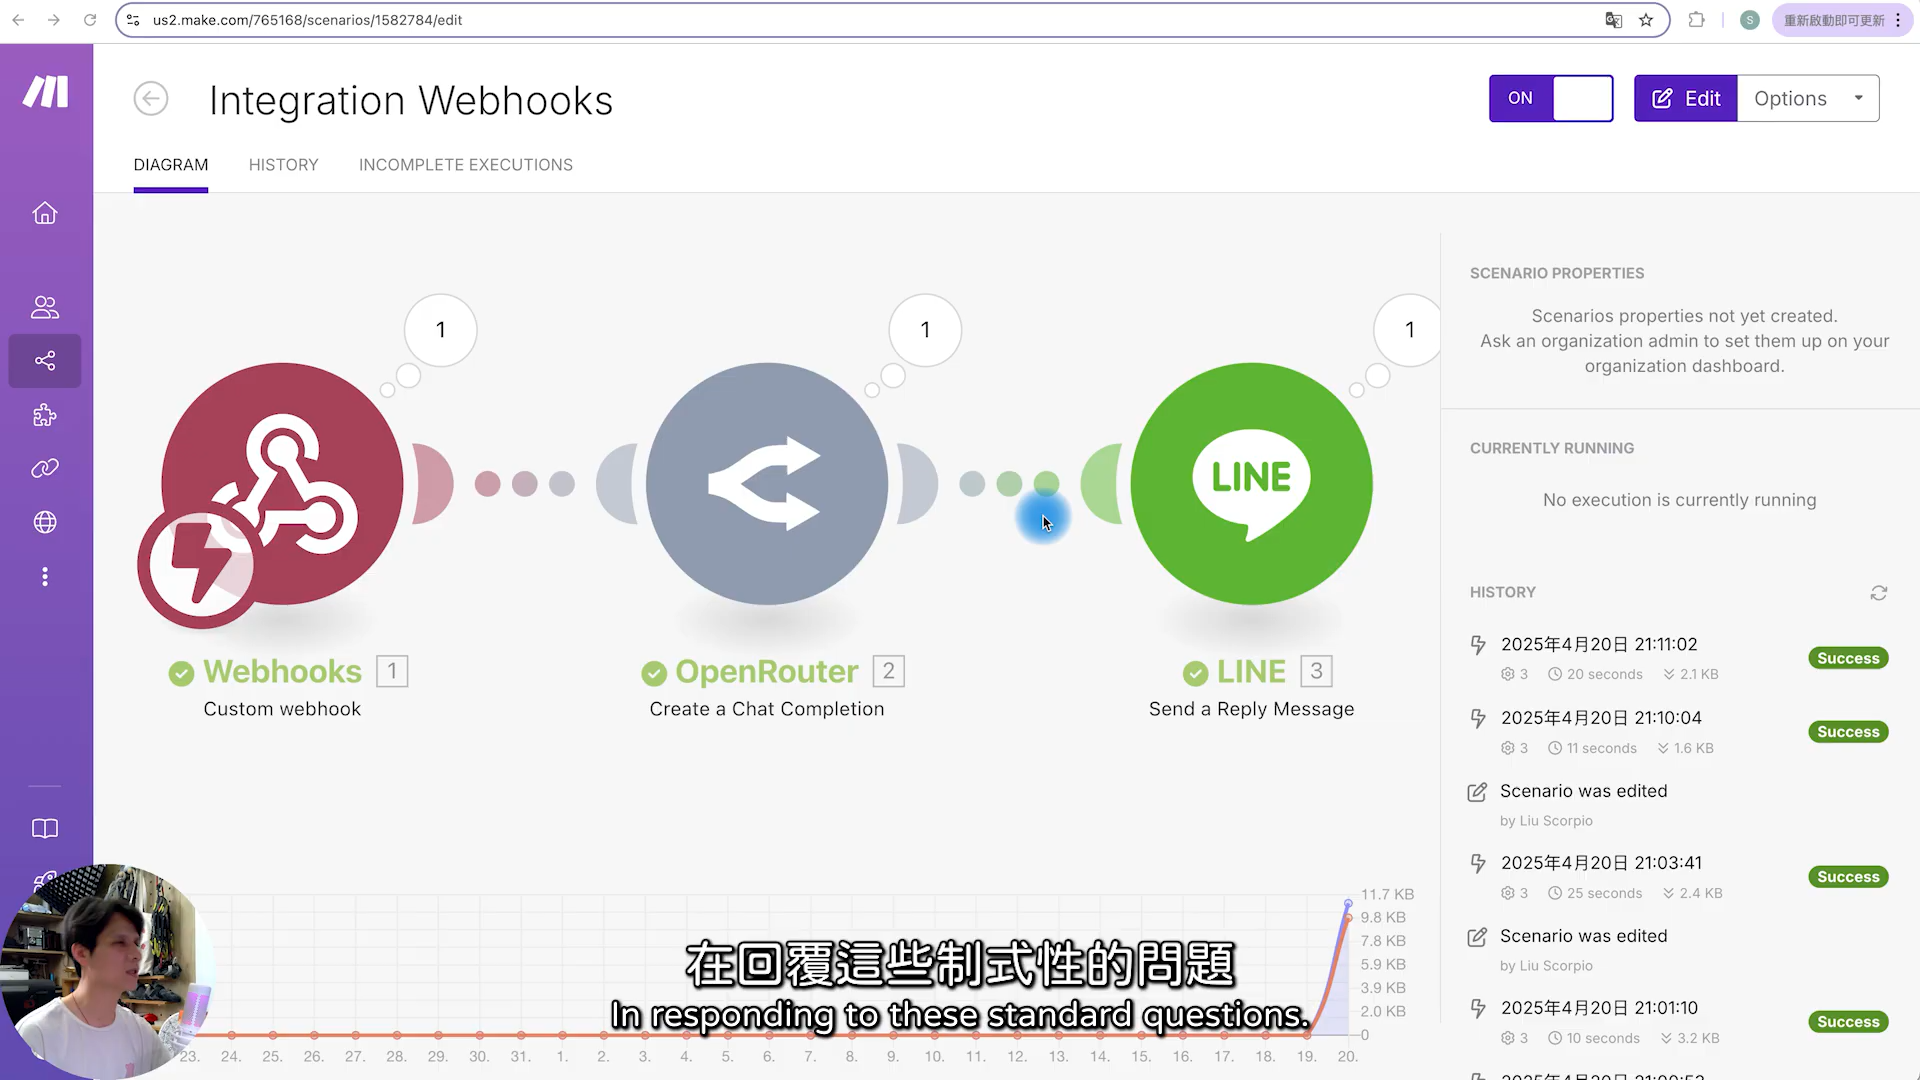 us2.make.com/765168/scenarios/1582784/edit
S
重新啟動即可更新
Integration Webhooks
ON
Edit
Options
DIAGRAM
HISTORY
INCOMPLETE EXECUTIONS
1
1
1
LINE
Webhooks 1
Custom webhook
OpenRouter 2
Create a Chat Completion
LINE 3
Send a Reply Message
SCENARIO PROPERTIES
Scenarios properties not yet created.
Ask an organization admin to set them up on your
organization dashboard.
CURRENTLY RUNNING
No execution is currently running
HISTORY
2025年4月20日 21:11:02
3 20 seconds 2.1 KB
Success
2025年4月20日 21:10:04
3 11 seconds 1.6 KB
Success
Scenario was edited
by Liu Scorpio
2025年4月20日 21:03:41
3 25 seconds 2.4 KB
Success
Scenario was edited
by Liu Scorpio
2025年4月20日 21:01:10
3 10 seconds 3.2 KB
Success
11.7 KB
9.8 KB
7.8 KB
5.9 KB
3.9 KB
2.0 KB
0
23. 24. 25. 26. 27. 28. 29. 30. 31. 1. 2. 3. 4. 5. 6. 7. 8. 9. 10. 11. 12. 13. 14. 15. 16. 17. 18. 19. 20.
在回覆這些制式性的問題
In responding to these standard questions.